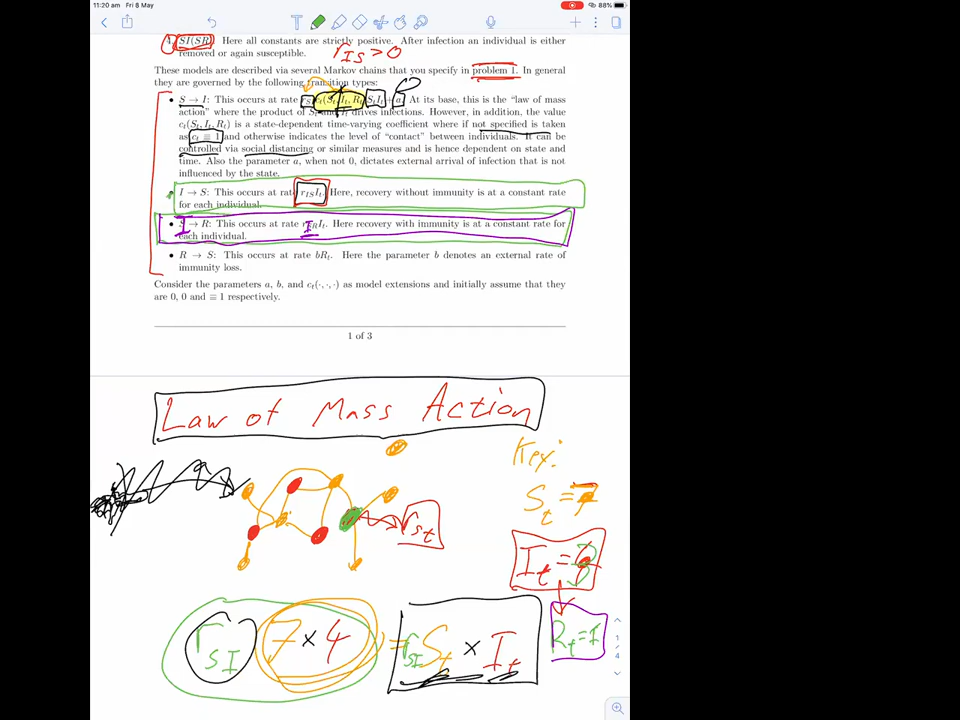 11:20 am Fri 8 May
88%
4. SI(SR) Here all constants are strictly positive. After infection an individual is either
removed or again susceptible.
r_IS > 0
These models are described via several Markov chains that you specify in problem 1. In general
they are governed by the following transition types:
• S → I: This occurs at rate r_SI c_t(S_t, I_t, R_t) S_t I_t + a. At its base, this is the “law of mass
action” where the product of S_t and I_t drives infections. However, in addition, the value
c_t(S_t, I_t, R_t) is a state-dependent time-varying coefficient where if not specified is taken
as c_t ≡ 1 and otherwise indicates the level of “contact” between individuals. It can be
controlled via social distancing or similar measures and is hence dependent on state and
time. Also the parameter a, when not 0, dictates external arrival of infection that is not
influenced by the state.
• I → S: This occurs at rate r_IS I_t. Here, recovery without immunity is at a constant rate
for each individual.
• I → R: This occurs at rate r_IR I_t. Here recovery with immunity is at a constant rate for
each individual.
• R → S: This occurs at rate bR_t. Here the parameter b denotes an external rate of
immunity loss.
Consider the parameters a, b, and c_t(·, ·, ·) as model extensions and initially assume that they
are 0, 0 and ≡ 1 respectively.
1 of 3
Law of Mass Action
Key:
S_t =
r_St
I_t = 3
R_t = 1
r_SI 7 × 4 = r_SI S_t × I_t
1
4